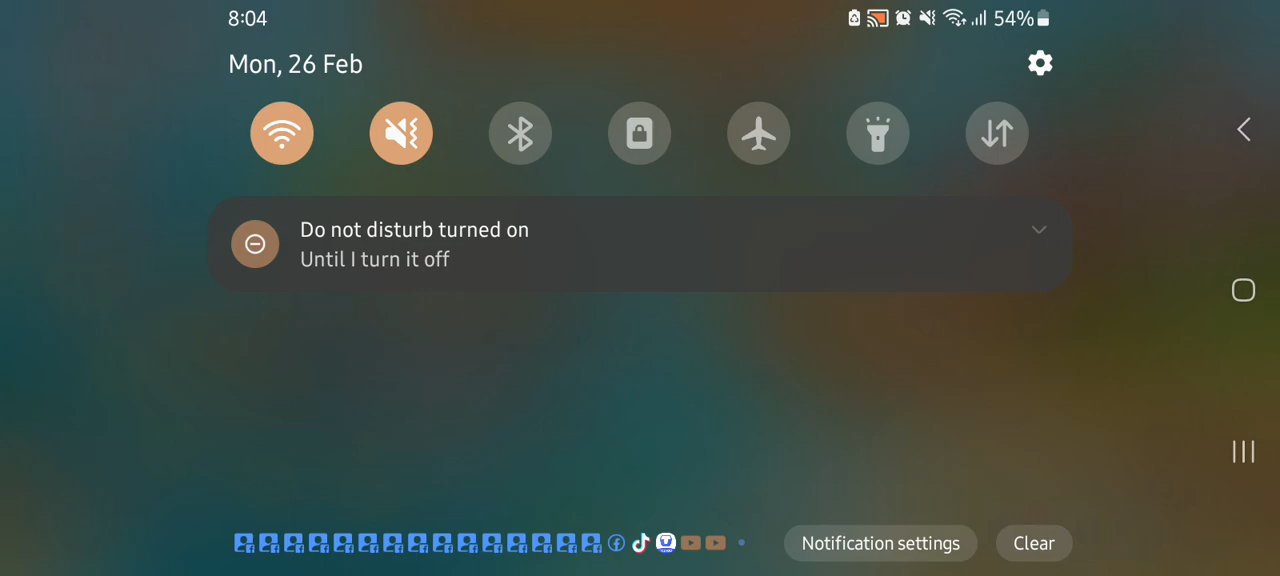 8:04
54%
Mon, 26 Feb
Do not disturb turned on
Until I turn it off
Notification settings
Clear